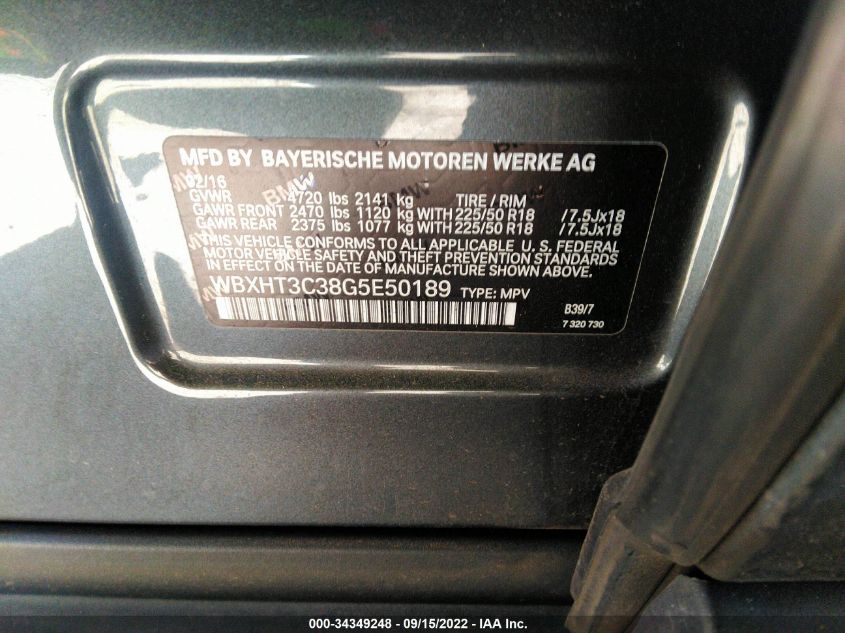 MFD BY BAYERISCHE MOTOREN WERKE AG
02/16
GVWR 4720 lbs 2141 kg TIRE / RIM
GAWR FRONT 2470 lbs 1120 kg WITH 225/50 R18 /7.5Jx18
GAWR REAR 2375 lbs 1077 kg WITH 225/50 R18 /7.5Jx18
THIS VEHICLE CONFORMS TO ALL APPLICABLE U.S. FEDERAL
MOTOR VEHICLE SAFETY AND THEFT PREVENTION STANDARDS
IN EFFECT ON THE DATE OF MANUFACTURE SHOWN ABOVE.
WBXHT3C38G5E50189 TYPE: MPV
B39/7
7 320 730
000-34349248 - 09/15/2022 - IAA Inc.